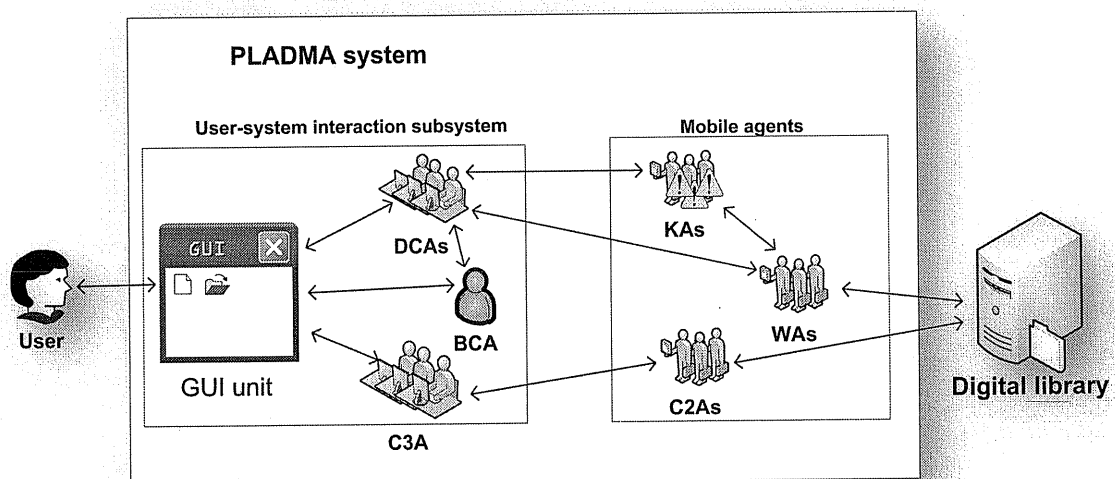 PLADMA system
User-system interaction subsystem
Mobile agents
GUI
DCAs
KAs
User
BCA
WAs
GUI unit
Digital library
C2As
C3A